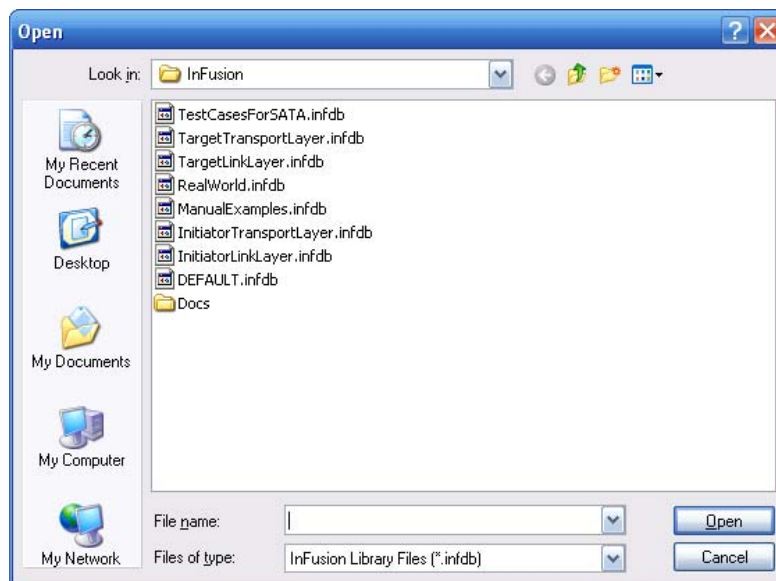 Open
Look in: InFusion
My Recent
Documents
Desktop
My Documents
My Computer
My Network
TestCasesForSATA.infdb
TargetTransportLayer.infdb
TargetLinkLayer.infdb
RealWorld.infdb
ManualExamples.infdb
InitiatorTransportLayer.infdb
InitiatorLinkLayer.infdb
DEFAULT.infdb
Docs
File name:
Open
Files of type: InFusion Library Files (*.infdb)
Cancel